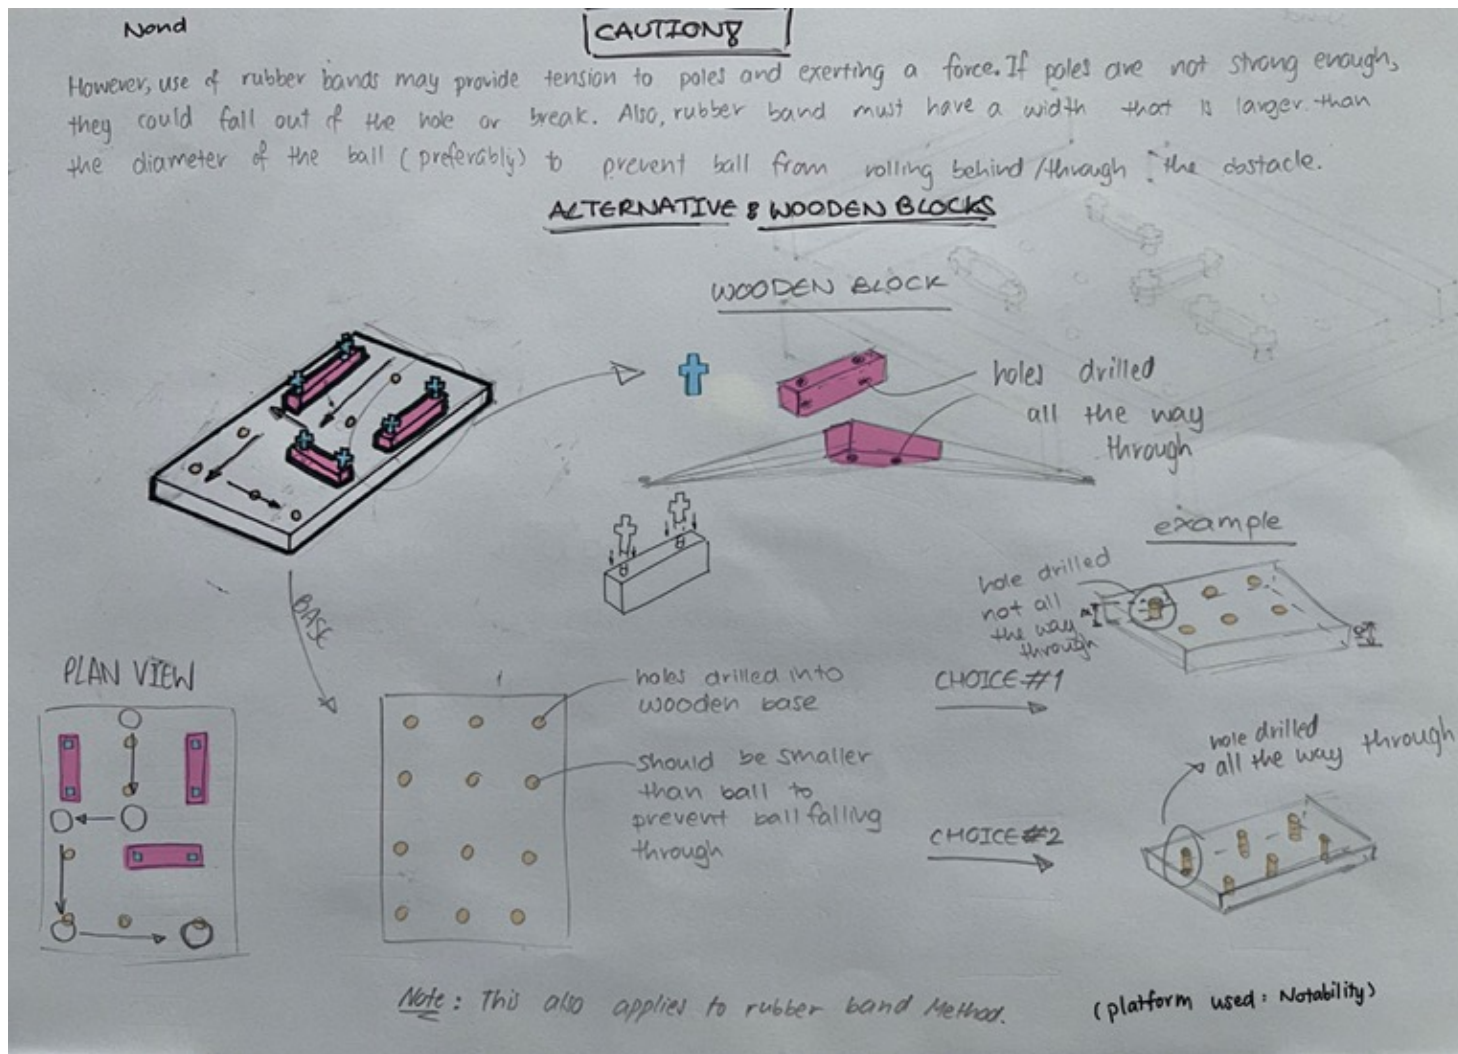 Nond
CAUTION:
However, use of rubber bands may provide tension to poles and exerting a force. If poles are not strong enough,
they could fall out of the hole or break. Also, rubber band must have a width that is larger than
the diameter of the ball (preferably) to prevent ball from rolling behind/through the obstacle.
ALTERNATIVE: WOODEN BLOCKS
WOODEN BLOCK
holes drilled
all the way
through
example
hole drilled
not all
the way
through
BASE
PLAN VIEW
holes drilled into
wooden base
CHOICE #1
should be smaller
than ball to
prevent ball falling
through
hole drilled
all the way through
CHOICE #2
Note: This also applies to rubber band Method.
(platform used: Notability)